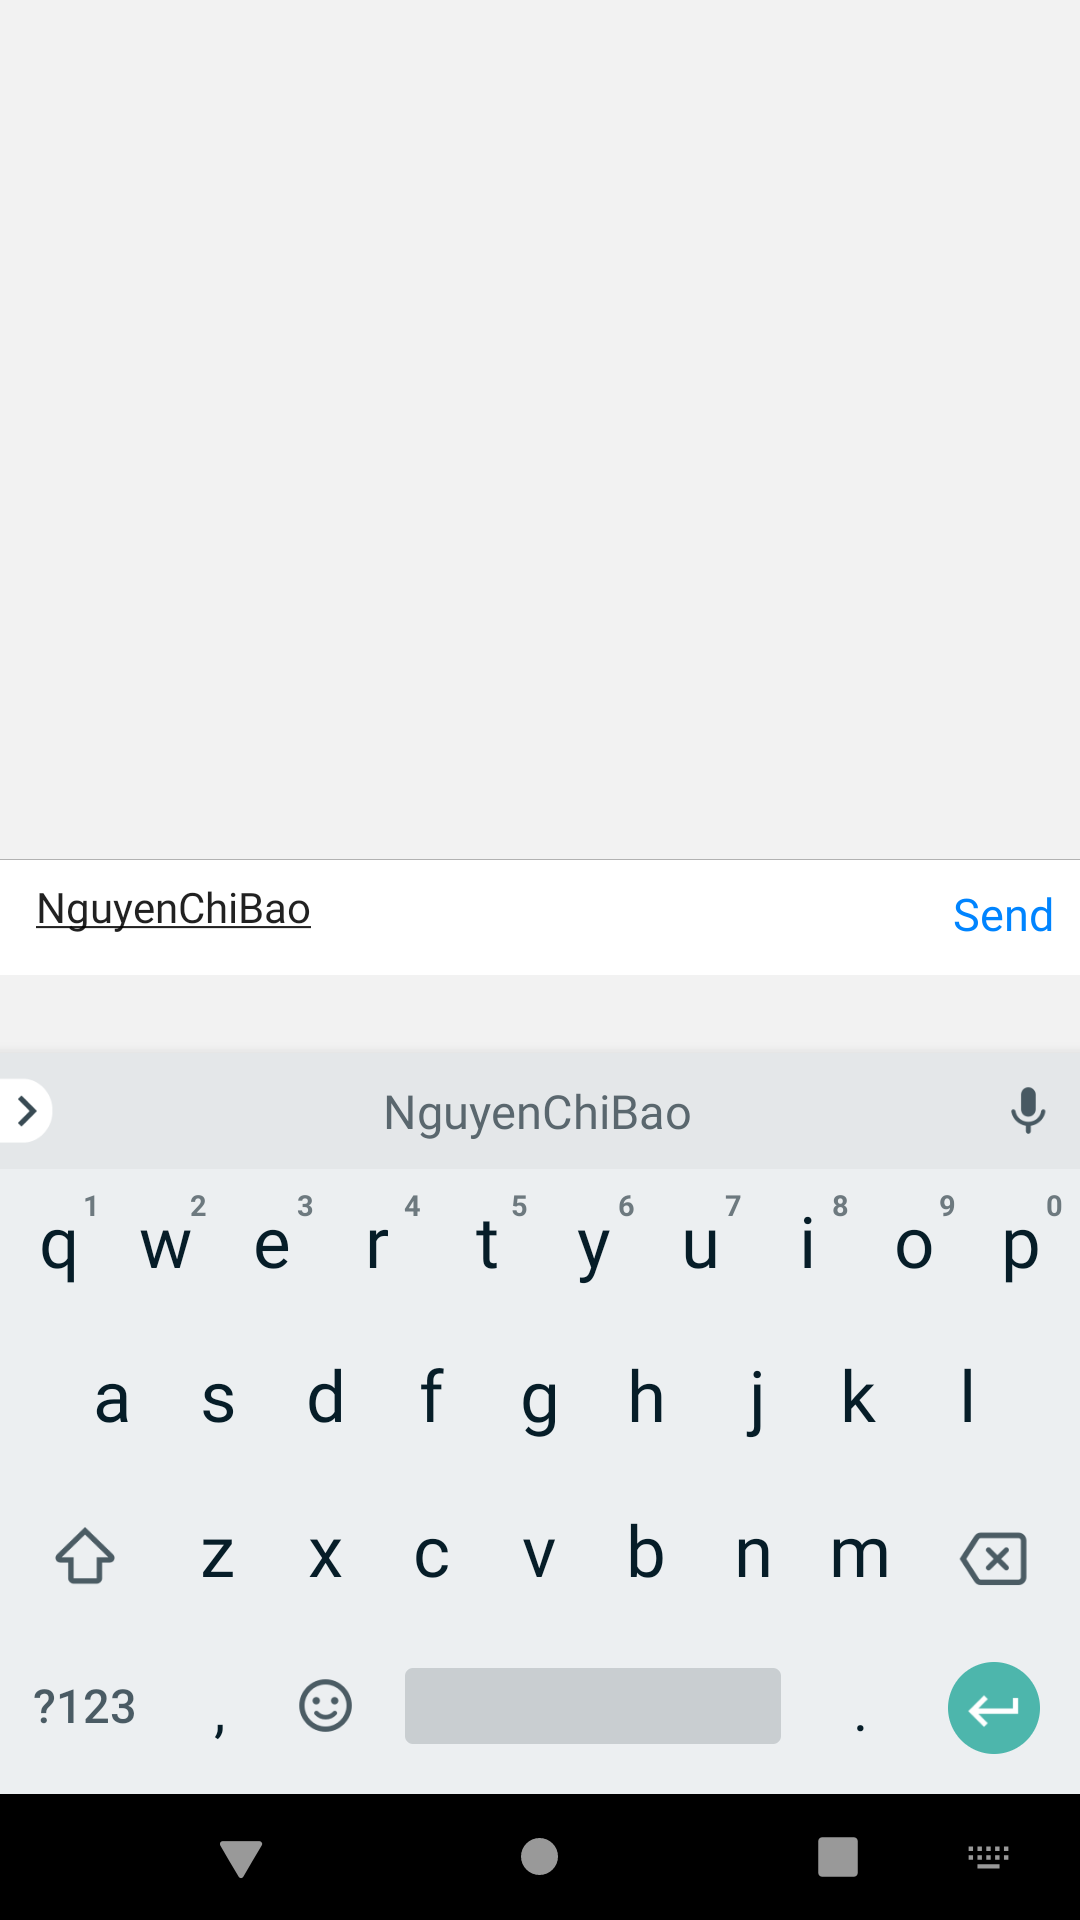 NguyenChiBao
Send
NguyenChiBao
1 2 3 4 5 6 7 8 9 0
q w e r t y u i o p
a s d f g h j k l
z x c v b n m
?123 , .